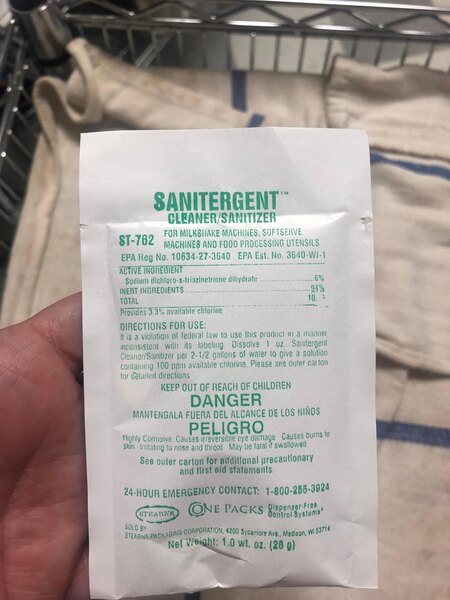 SANITERGENT™
CLEANER/SANITIZER
ST-762 FOR MILKSHAKE MACHINES, SOFTSERVE
MACHINES AND FOOD PROCESSING UTENSILS
EPA Reg No. 10634-27-3640 EPA Est. No. 3640-WI-1
ACTIVE INGREDIENT
Sodium dichloro-s-triazinetrione dihydrate 6%
INERT INGREDIENTS 94%
TOTAL
Provides 3.3% available chlorine
DIRECTIONS FOR USE:
It is a violation of federal law to use this product in a manner
inconsistent with its labeling. Dissolve 1 oz. Sanitergent
Cleaner/Sanitizer per 2-1/2 gallons of water to give a solution
containing 100 ppm available chlorine. Please see outer carton
for detailed directions.
KEEP OUT OF REACH OF CHILDREN
DANGER
MANTENGALA FUERA DEL ALCANCE DE LOS NIÑOS
PELIGRO
Highly Corrosive. Causes irreversible eye damage. Causes burns to
skin. Irritating to nose and throat. May be fatal if swallowed
See outer carton for additional precautionary
and first aid statements.
24-HOUR EMERGENCY CONTACT: 1-800-255-3924
STEARNS ONE PACKS Dispenser-Free
Control Systems
SOLD BY
STEARNS PACKAGING CORPORATION, 4200 Sycamore Ave., Madison, WI 53714
Net Weight: 1.0 wt. oz. (28 g)